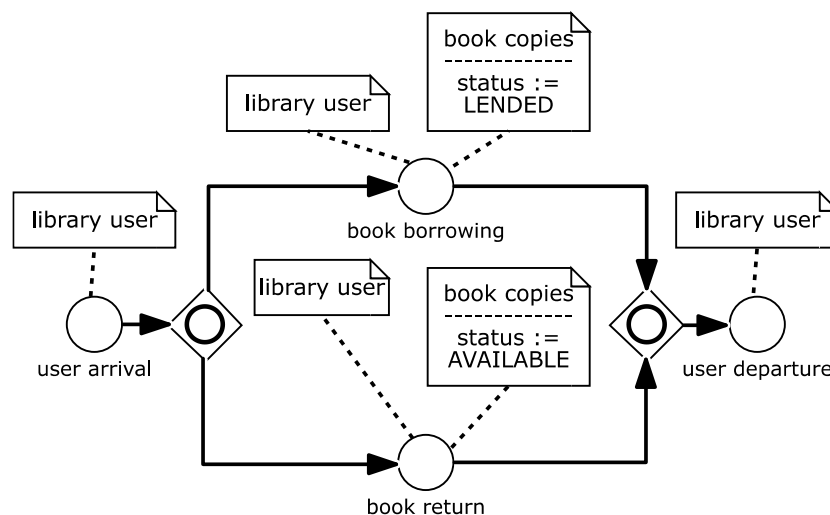 book copies
status :=
LENDED
library user
library user
library user
book borrowing
library user
book copies
status :=
AVAILABLE
user arrival
user departure
book return